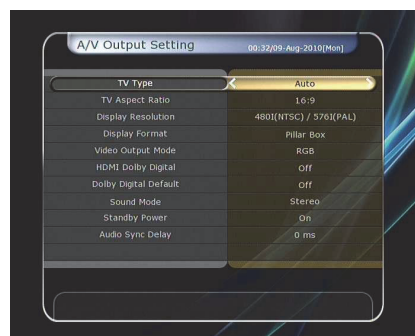 A/V Output Setting 00:32/09-Aug-2010[Mon]
TV Type Auto
TV Aspect Ratio 16:9
Display Resolution 480I(NTSC) / 576I(PAL)
Display Format Pillar Box
Video Output Mode RGB
HDMI Dolby Digital Off
Dolby Digital Default Off
Sound Mode Stereo
Standby Power On
Audio Sync Delay 0 ms